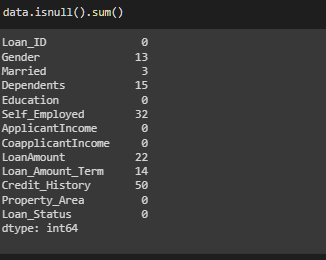 data.isnull().sum()
Loan_ID 0
Gender 13
Married 3
Dependents 15
Education 0
Self_Employed 32
ApplicantIncome 0
CoapplicantIncome 0
LoanAmount 22
Loan_Amount_Term 14
Credit_History 50
Property_Area 0
Loan_Status 0
dtype: int64